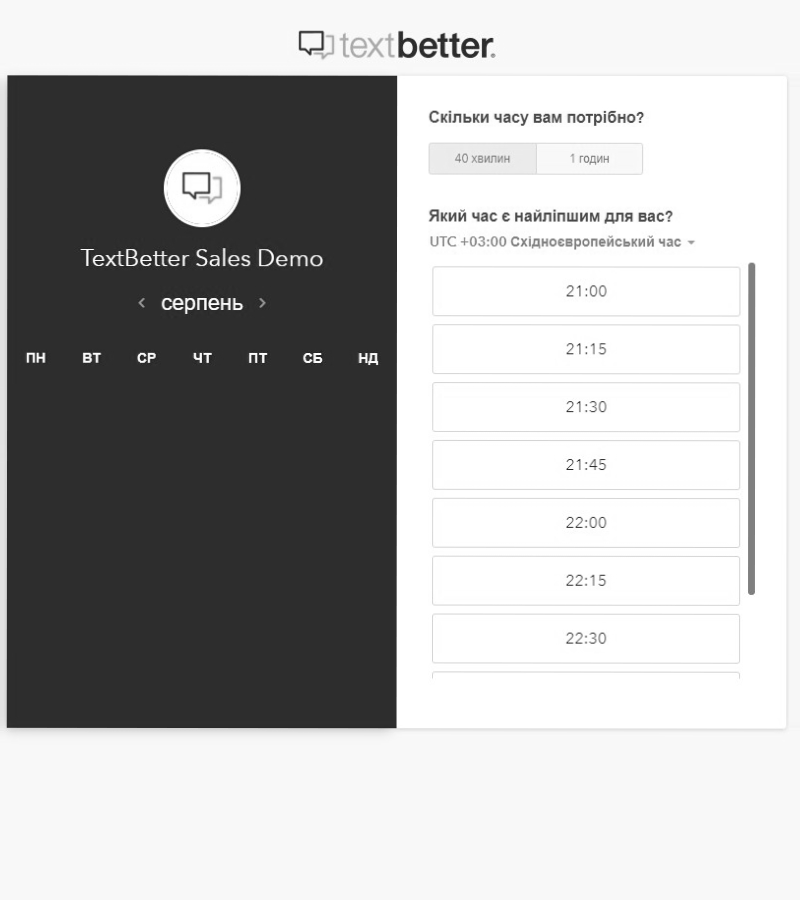 textbetter.
TextBetter Sales Demo
серпень
ПН ВТ СР ЧТ ПТ СБ НД
Скільки часу вам потрібно?
40 хвилин 1 годин
Який час є найліпшим для вас?
UTC +03:00 Східноєвропейський час
21:00
21:15
21:30
21:45
22:00
22:15
22:30